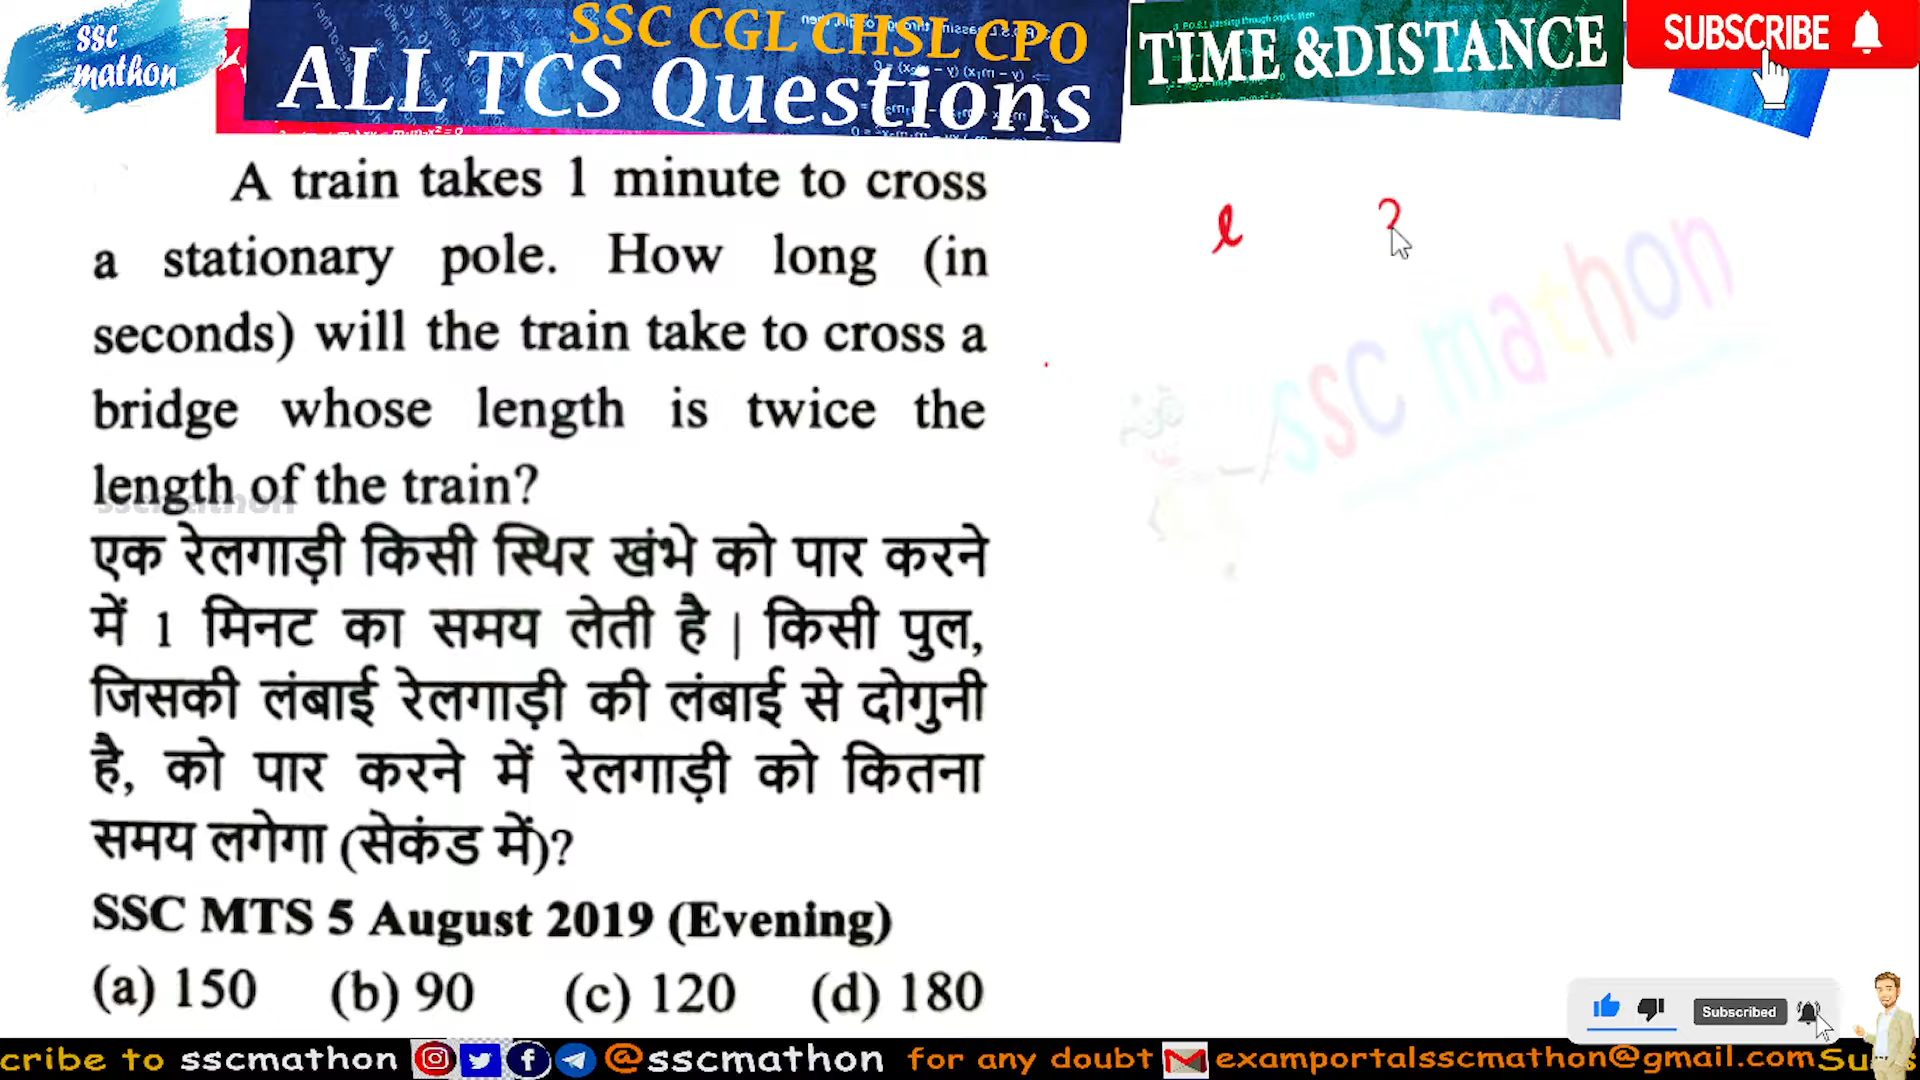 ssc
mathon
SSC CGL CHSL CPO
ALL TCS Questions
TIME &DISTANCE
SUBSCRIBE
A train takes 1 minute to cross
a stationary pole. How long (in
seconds) will the train take to cross a
bridge whose length is twice the
length of the train?
sscmathon
एक रेलगाड़ी किसी स्थिर खंभे को पार करने
में 1 मिनट का समय लेती है | किसी पुल,
जिसकी लंबाई रेलगाड़ी की लंबाई से दोगुनी
है, को पार करने में रेलगाड़ी को कितना
समय लगेगा (सेकंड में)?
SSC MTS 5 August 2019 (Evening)
(a) 150 (b) 90 (c) 120 (d) 180
l
ssc mathon
Subscribed
cribe to sscmathon @sscmathon for any doubt examportalsscmathon@gmail.com